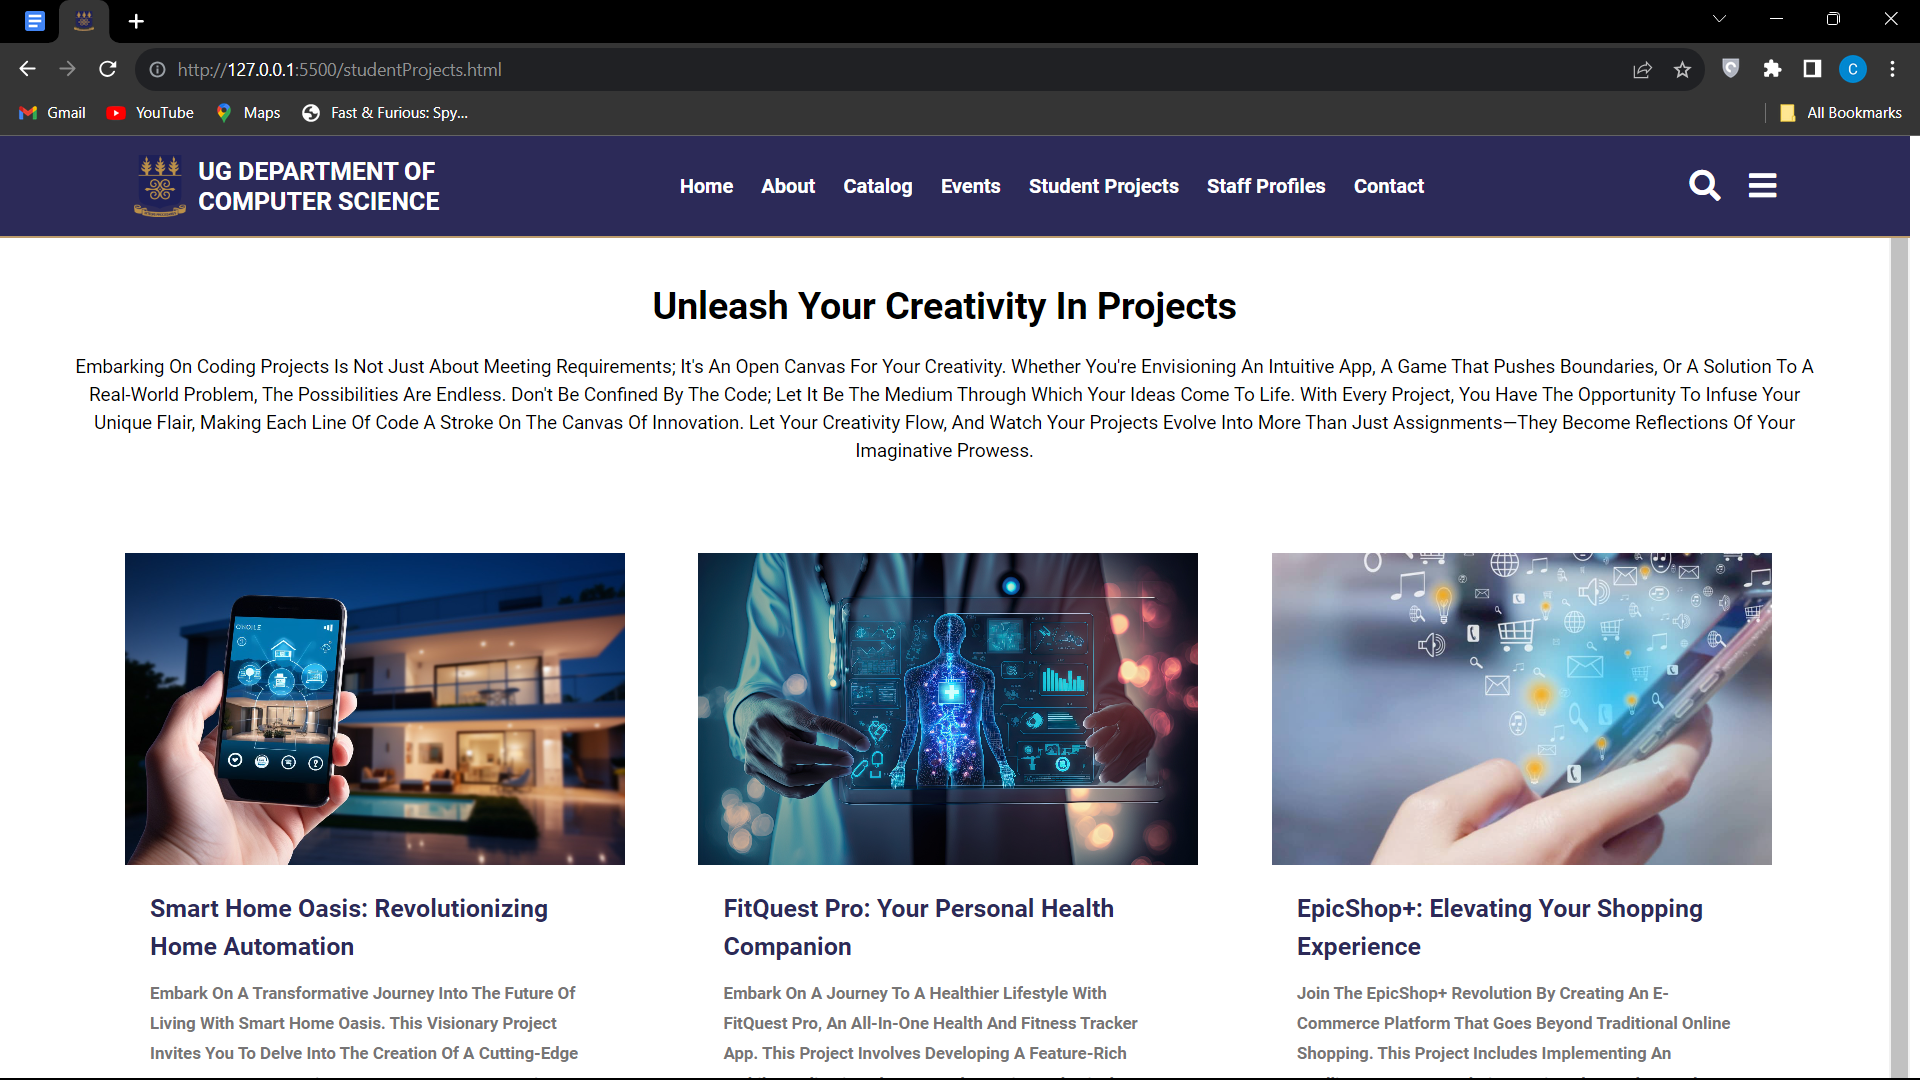 http://127.0.0.1:5500/studentProjects.html
C
Gmail
YouTube
Maps
Fast & Furious: Spy...
All Bookmarks
UG DEPARTMENT OF
COMPUTER SCIENCE
Home
About
Catalog
Events
Student Projects
Staff Profiles
Contact
Unleash Your Creativity In Projects
Embarking On Coding Projects Is Not Just About Meeting Requirements; It's An Open Canvas For Your Creativity. Whether You're Envisioning An Intuitive App, A Game That Pushes Boundaries, Or A Solution To A
Real-World Problem, The Possibilities Are Endless. Don't Be Confined By The Code; Let It Be The Medium Through Which Your Ideas Come To Life. With Every Project, You Have The Opportunity To Infuse Your
Unique Flair, Making Each Line Of Code A Stroke On The Canvas Of Innovation. Let Your Creativity Flow, And Watch Your Projects Evolve Into More Than Just Assignments—They Become Reflections Of Your
Imaginative Prowess.
Smart Home Oasis: Revolutionizing
Home Automation
Embark On A Transformative Journey Into The Future Of
Living With Smart Home Oasis. This Visionary Project
Invites You To Delve Into The Creation Of A Cutting-Edge
FitQuest Pro: Your Personal Health
Companion
Embark On A Journey To A Healthier Lifestyle With
FitQuest Pro, An All-In-One Health And Fitness Tracker
App. This Project Involves Developing A Feature-Rich
EpicShop+: Elevating Your Shopping
Experience
Join The EpicShop+ Revolution By Creating An E-
Commerce Platform That Goes Beyond Traditional Online
Shopping. This Project Includes Implementing An